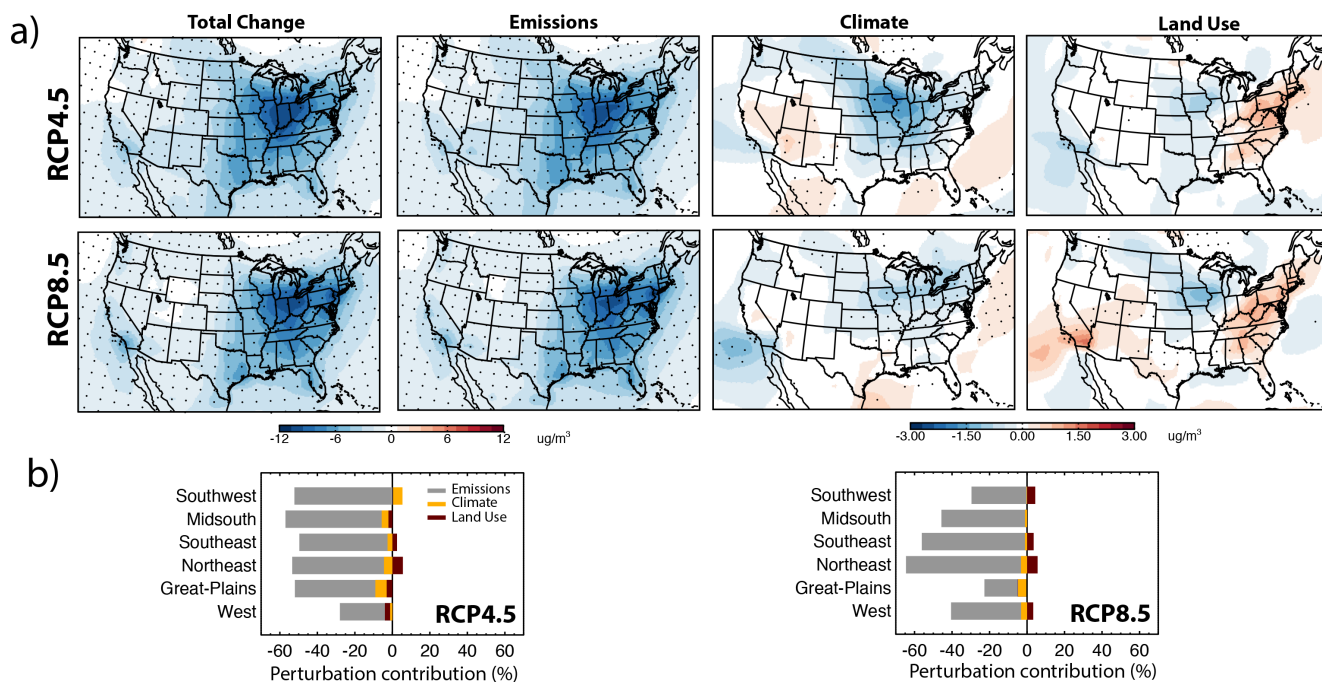 a)
Total Change
Emissions
Climate
Land Use
RCP4.5
RCP8.5
-12 -6 0 6 12 ug/m³
-3.00 -1.50 0.00 1.50 3.00 ug/m³
b)
Southwest
Midsouth
Southeast
Northeast
Great-Plains
West
Emissions
Climate
Land Use
RCP4.5
-60 -40 -20 0 20 40 60
Perturbation contribution (%)
Southwest
Midsouth
Southeast
Northeast
Great-Plains
West
RCP8.5
-60 -40 -20 0 20 40 60
Perturbation contribution (%)